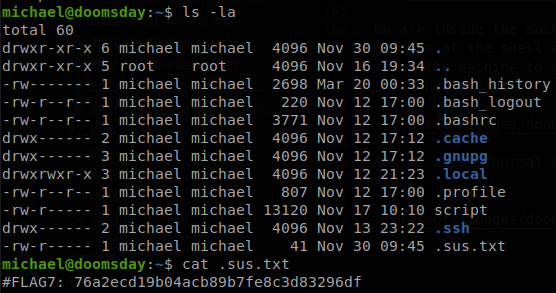 michael@doomsday:~$ ls -la
total 60
drwxr-xr-x 6 michael michael  4096 Nov 30 09:45 .
drwxr-xr-x 5 root    root     4096 Nov 16 19:34 ..
-rw------- 1 michael michael  2698 Mar 20 00:33 .bash_history
-rw-r--r-- 1 michael michael   220 Nov 12 17:00 .bash_logout
-rw-r--r-- 1 michael michael  3771 Nov 12 17:00 .bashrc
drwx------ 2 michael michael  4096 Nov 12 17:12 .cache
drwx------ 3 michael michael  4096 Nov 12 17:12 .gnupg
drwxrwxr-x 3 michael michael  4096 Nov 12 21:23 .local
-rw-r--r-- 1 michael michael   807 Nov 12 17:00 .profile
-rw-r----- 1 michael michael 13120 Nov 17 10:10 script
drwx------ 2 michael michael  4096 Nov 13 23:22 .ssh
-rw-r----- 1 michael michael    41 Nov 30 09:45 .sus.txt
michael@doomsday:~$ cat .sus.txt
#FLAG7: 76a2ecd19b04acb89b7fe8c3d83296df